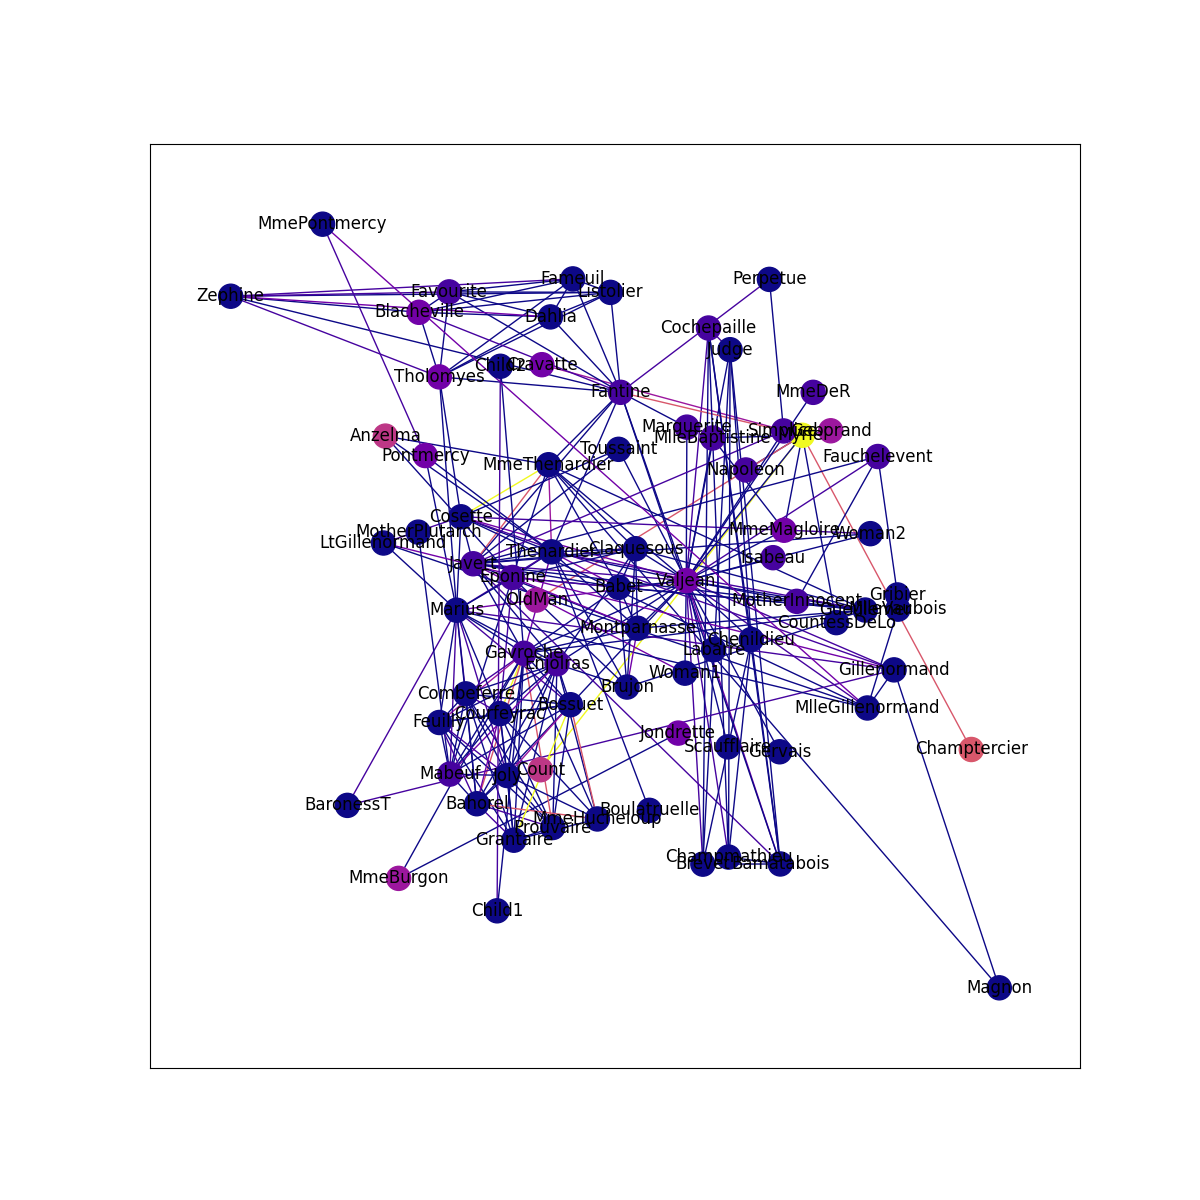 MmePontmercy
Zephine
Fameuil
Favourite
Listolier
Blacheville
Dahlia
Perpetue
Cochepaille
Judge
Child2
Cravatte
Tholomyes
Fantine
MmeDeR
Anzelma
Marguerite
MlleBaptistine
Simplice
Myriel
Pontmercy
Toussaint
MmeThenardier
Napoleon
Fauchelevent
Cosette
MotherPlutarch
LtGillenormand
MmeMagloire
Woman2
Javert
Thenardier
Claquesous
Isabeau
Eponine
Babet
Valjean
OldMan
MotherInnocent
Gribier
Marius
MlleVaubois
CountessDeLo
Montparnasse
Chenildieu
Labarre
Gavroche
Enjolras
Woman1
Gillenormand
Brujon
Combeferre
Bossuet
MlleGillenormand
Feuilly
Courfeyrac
Jondrette
Scaufflaire
Gervais
Champtercier
Mabeuf
Joly
Count
BaronessT
Bahorel
Boulatruelle
MmeHucheloup
Prouvaire
Grantaire
Champmathieu
Brevet
Bamatabois
MmeBurgon
Child1
Magnon